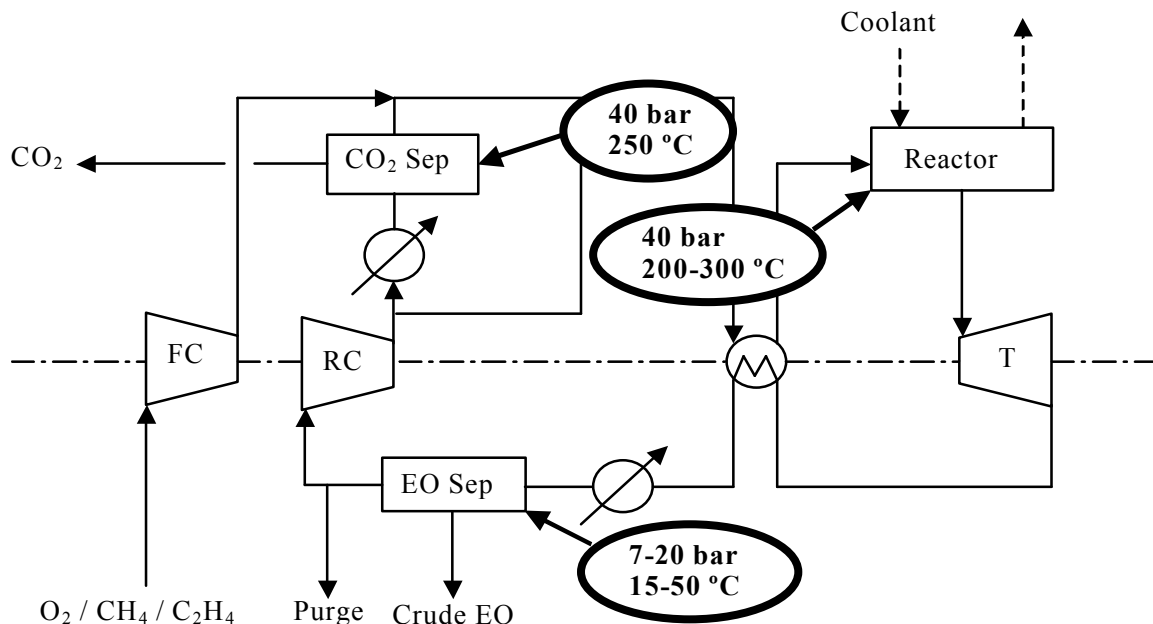 Coolant
40 bar
250 ºC
CO₂
CO₂ Sep
Reactor
40 bar
200-300 ºC
FC
RC
T
EO Sep
7-20 bar
15-50 ºC
O₂ / CH₄ / C₂H₄
Purge
Crude EO